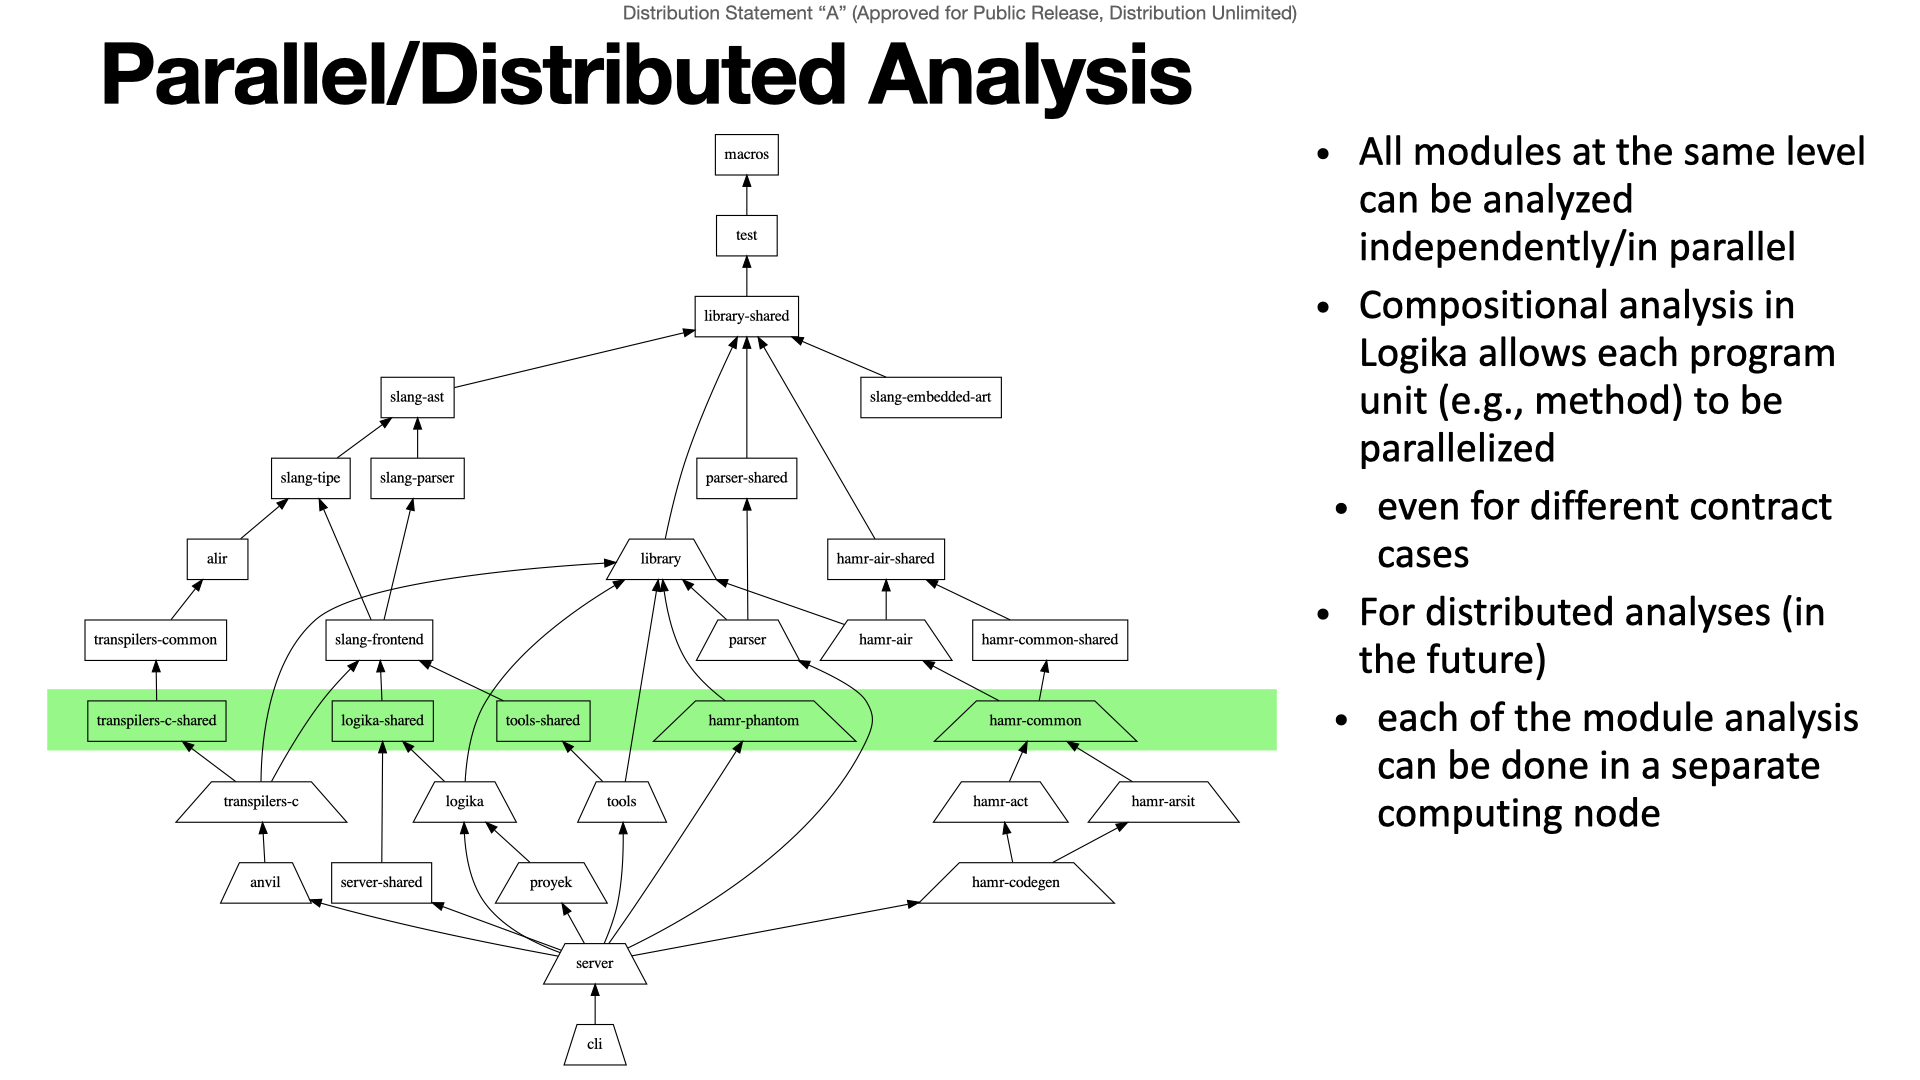 Distribution Statement “A” (Approved for Public Release, Distribution Unlimited)
Parallel/Distributed Analysis
macros
test
library-shared
slang-ast
slang-embedded-art
slang-tipe
slang-parser
parser-shared
alir
library
hamr-air-shared
transpilers-common
slang-frontend
parser
hamr-air
hamr-common-shared
transpilers-c-shared
logika-shared
tools-shared
hamr-phantom
hamr-common
transpilers-c
logika
tools
hamr-act
hamr-arsit
anvil
server-shared
proyek
hamr-codegen
server
cli
• All modules at the same level
can be analyzed
independently/in parallel
• Compositional analysis in
Logika allows each program
unit (e.g., method) to be
parallelized
• even for different contract
cases
• For distributed analyses (in
the future)
• each of the module analysis
can be done in a separate
computing node